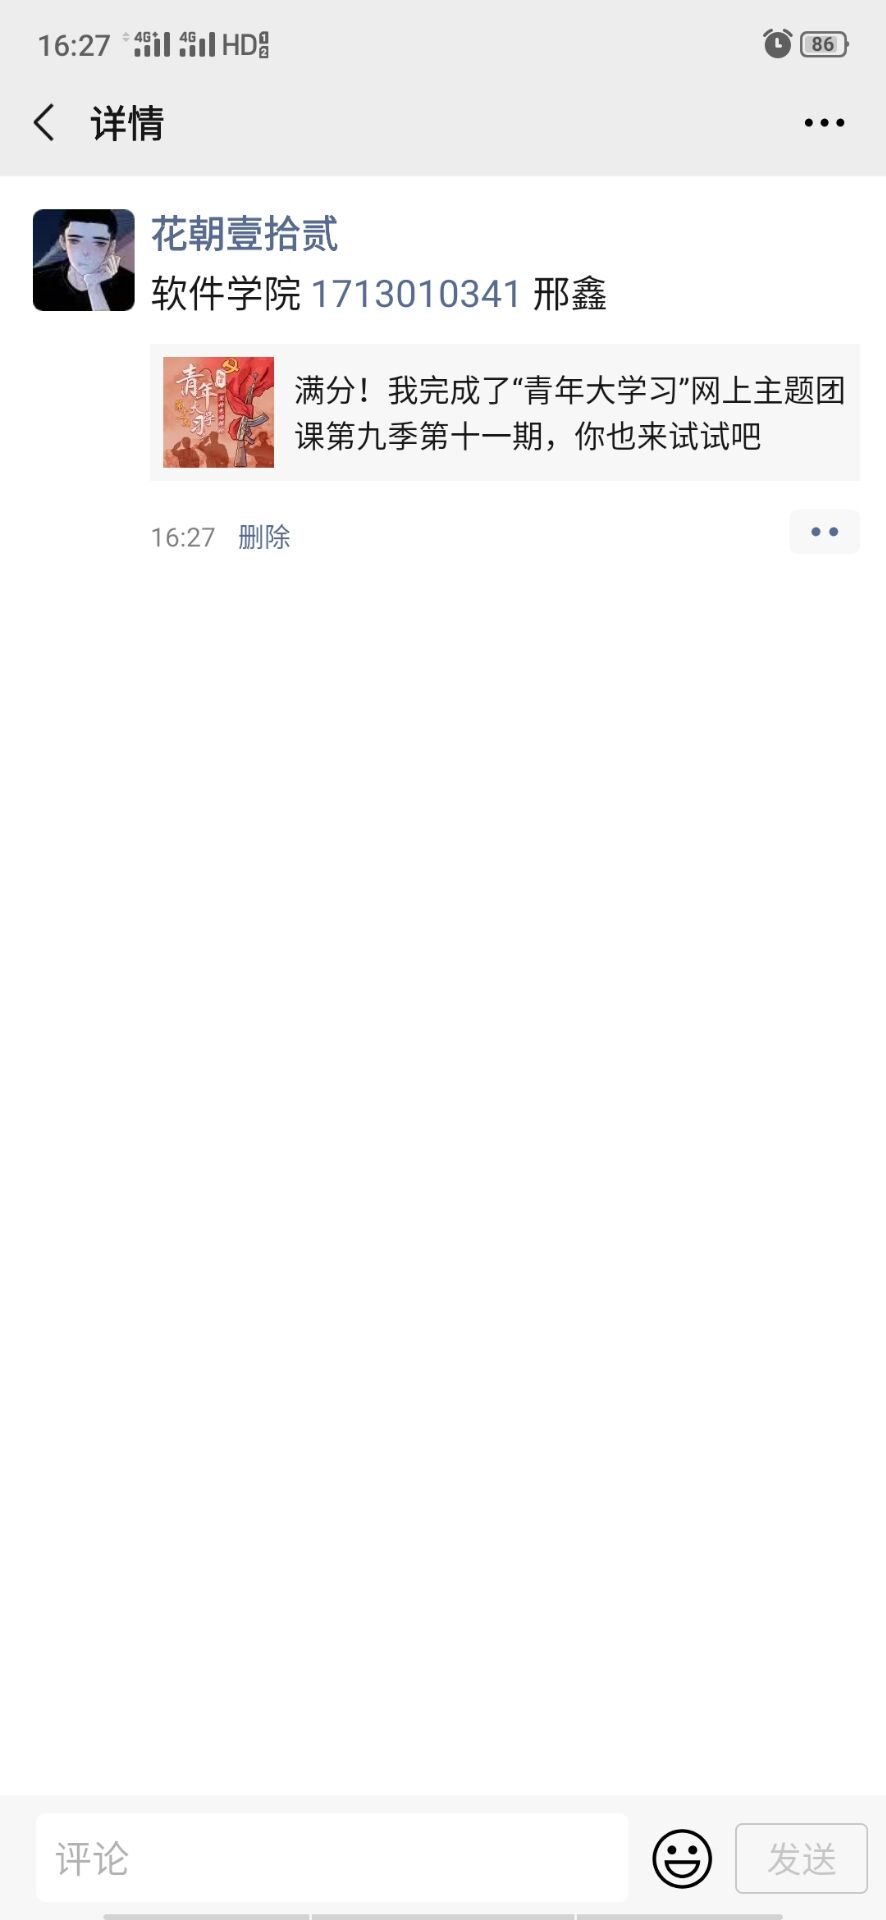 16:27 4G+ 4G HD 1 2 86
详情
花朝壹拾贰
软件学院 1713010341 邢鑫
青年大学习
满分！我完成了“青年大学习”网上主题团
课第九季第十一期，你也来试试吧
16:27 删除
评论 发送